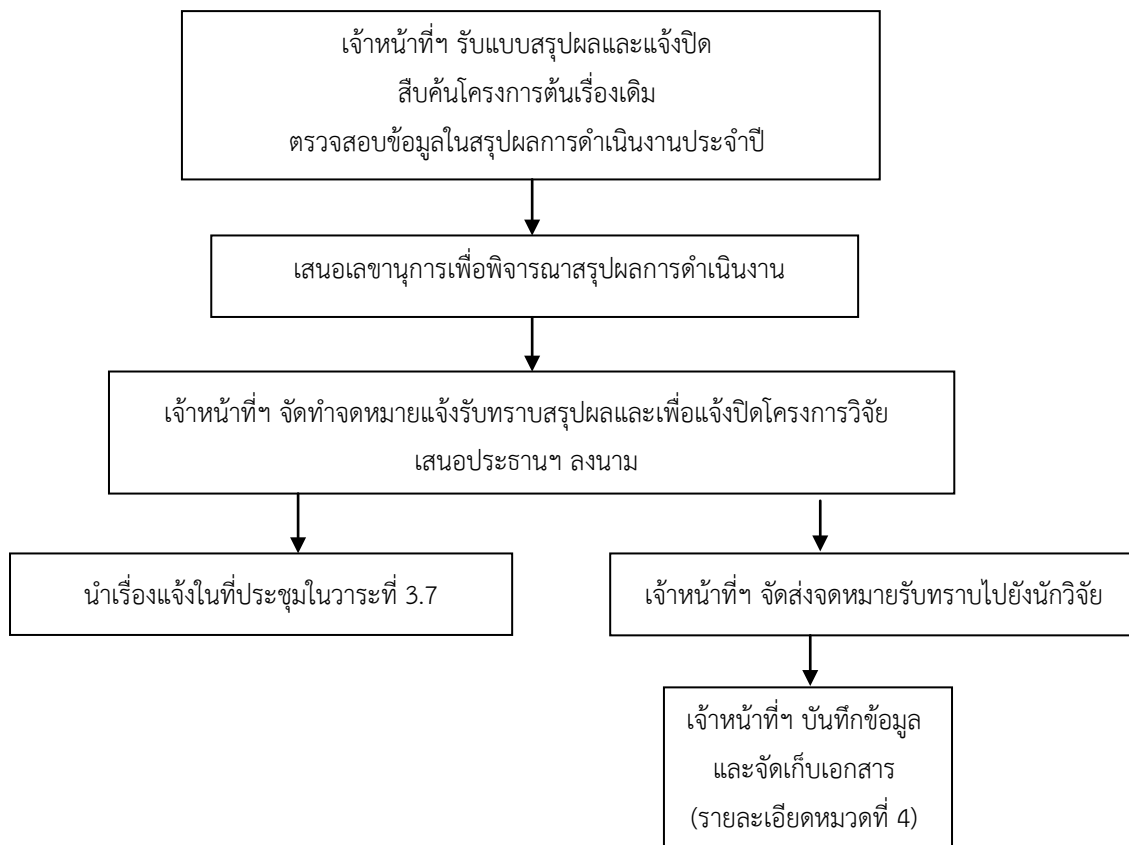 เจ้าหน้าที่ฯ รับแบบสรุปผลและแจ้งปิด
สืบค้นโครงการต้นเรื่องเดิม
ตรวจสอบข้อมูลในสรุปผลการดำเนินงานประจำปี
เสนอเลขานุการเพื่อพิจารณาสรุปผลการดำเนินงาน
เจ้าหน้าที่ฯ จัดทำจดหมายแจ้งรับทราบสรุปผลและเพื่อแจ้งปิดโครงการวิจัย
เสนอประธานฯ ลงนาม
นำเรื่องแจ้งในที่ประชุมในวาระที่ 3.7
เจ้าหน้าที่ฯ จัดส่งจดหมายรับทราบไปยังนักวิจัย
เจ้าหน้าที่ฯ บันทึกข้อมูล
และจัดเก็บเอกสาร
(รายละเอียดหมวดที่ 4)